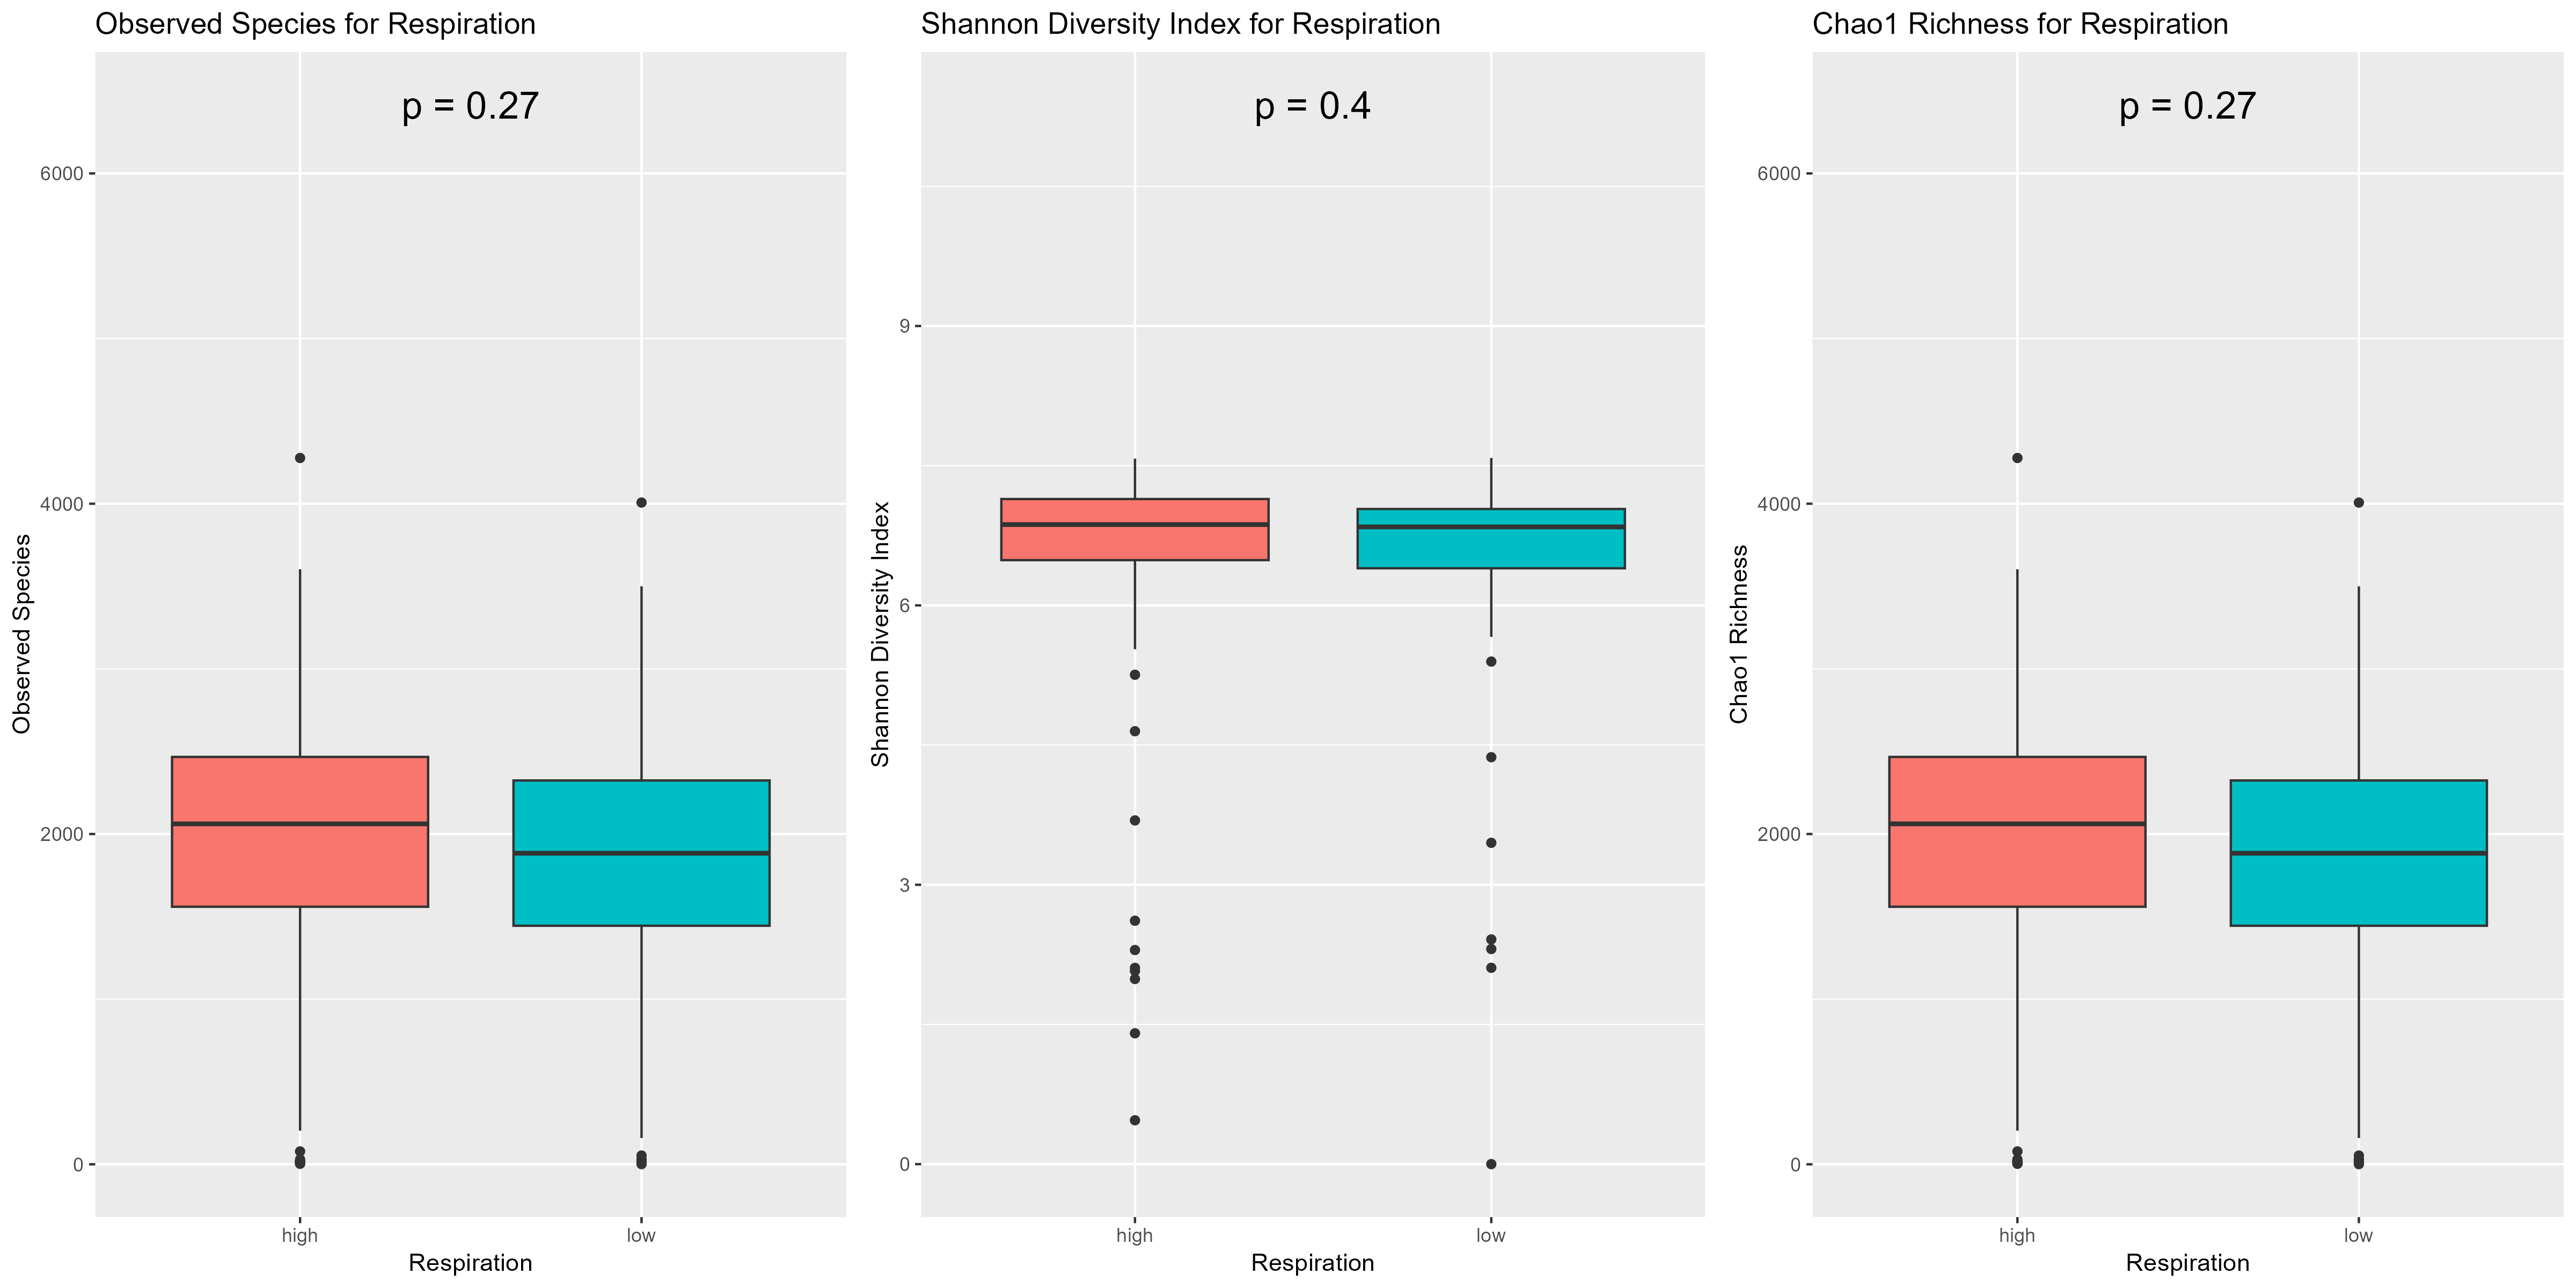 Observed Species for Respiration
p = 0.27
6000
4000
2000
0
Observed Species
high
low
Respiration
Shannon Diversity Index for Respiration
p = 0.4
9
6
3
0
Shannon Diversity Index
high
low
Respiration
Chao1 Richness for Respiration
p = 0.27
6000
4000
2000
0
Chao1 Richness
high
low
Respiration